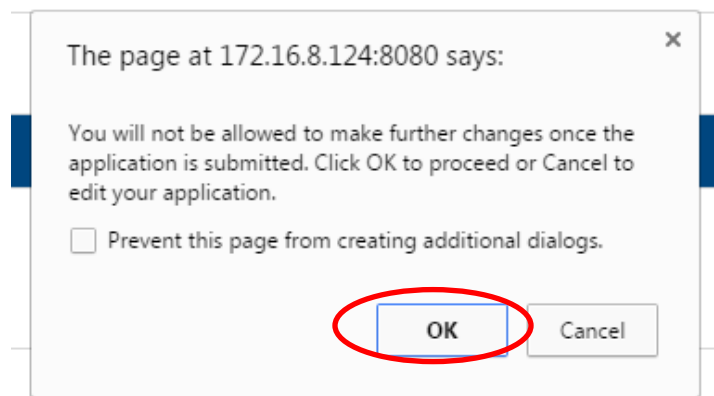 The page at 172.16.8.124:8080 says:
You will not be allowed to make further changes once the
application is submitted. Click OK to proceed or Cancel to
edit your application.
Prevent this page from creating additional dialogs.
OK Cancel